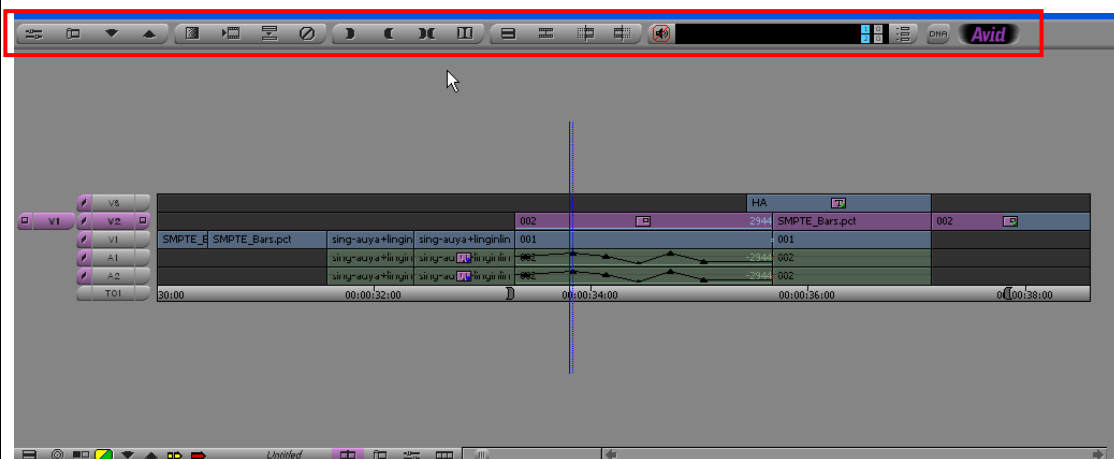 DNA Avid
V6 HA
V1 V2 002 2944 SMPTE_Bars.pct 002
V1 SMPTE_B SMPTE_Bars.pct sing-auya+lingin sing-auya+linginlin 001 001
A1 sing-auya+lingin sing-au linginlin 002 -2944 002
A2 sing-auya+lingin sing-au linginlin 002 -2944 002
TC1 30:00 00:00:32:00 00:00:34:00 00:00:36:00 00:00:38:00
Untitled